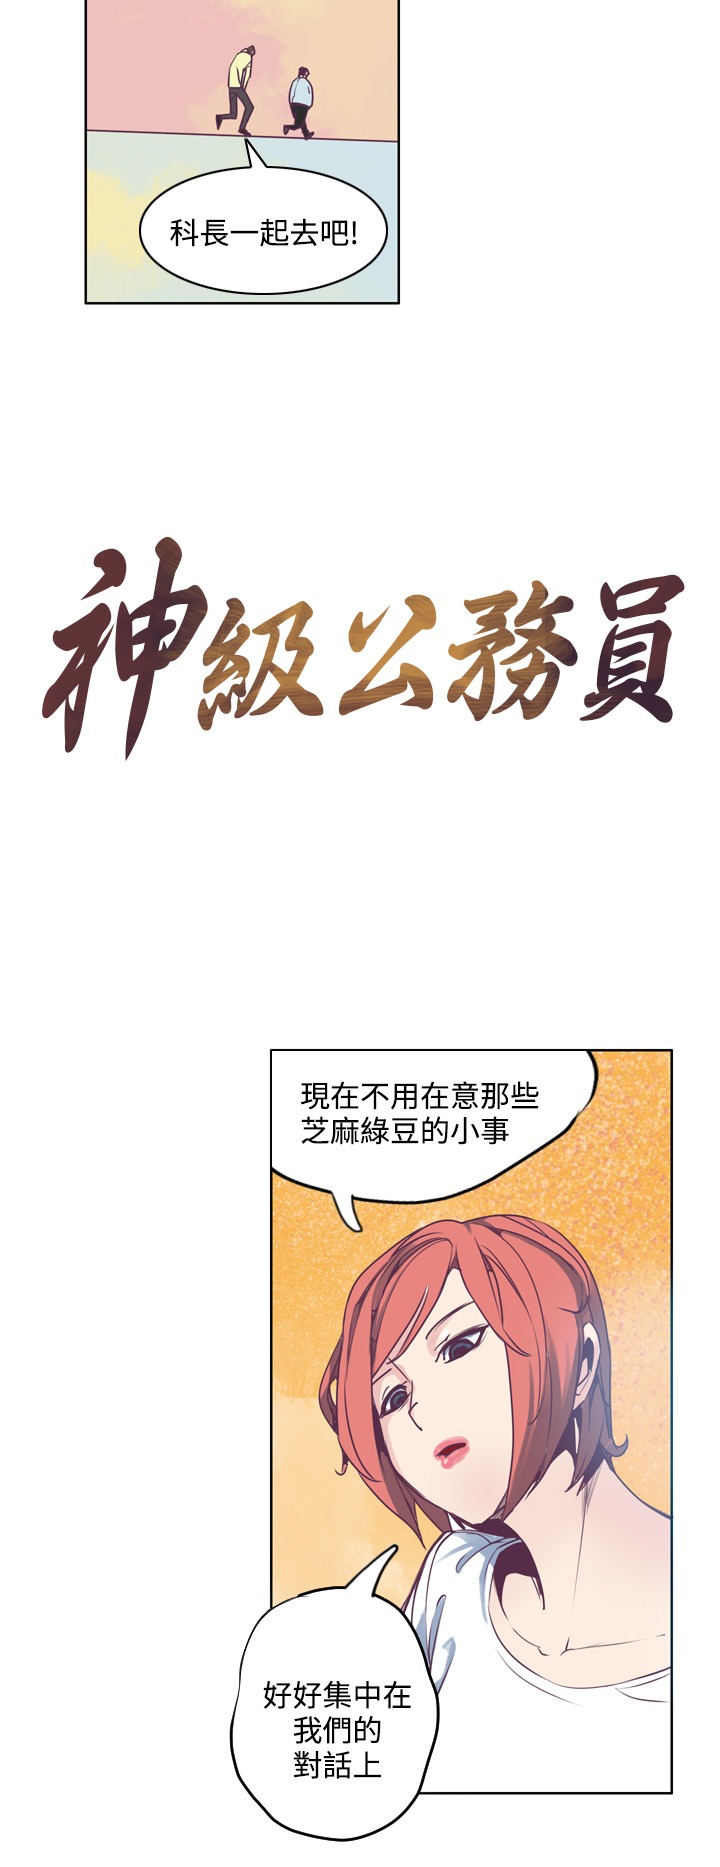 科長一起去吧!
神級公務員
現在不用在意那些
芝麻綠豆的小事
好好集中在
我們的
對話上